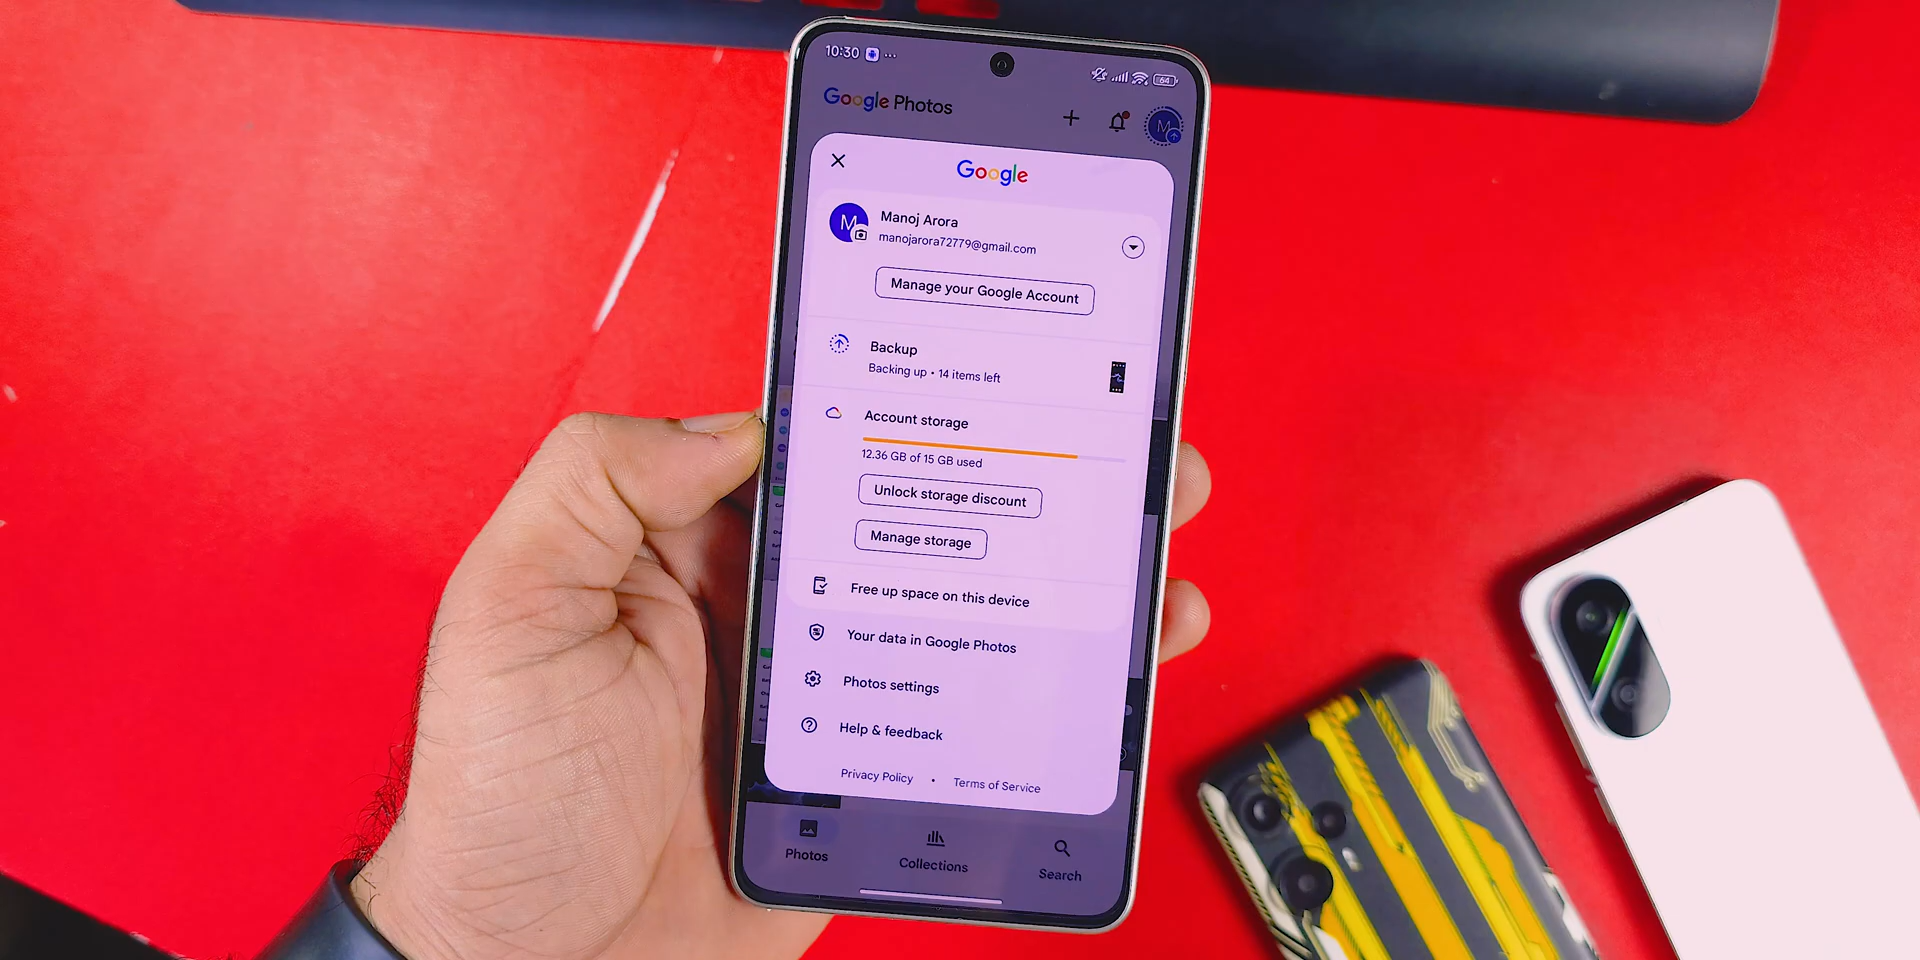 10:30
64
Google Photos
M
Google
M
Manoj Arora
manojarora72779@gmail.com
Manage your Google Account
Backup
Backing up • 14 items left
Account storage
12.36 GB of 15 GB used
Unlock storage discount
Manage storage
Free up space on this device
Your data in Google Photos
Photos settings
Help & feedback
Privacy Policy • Terms of Service
Photos
Collections
Search